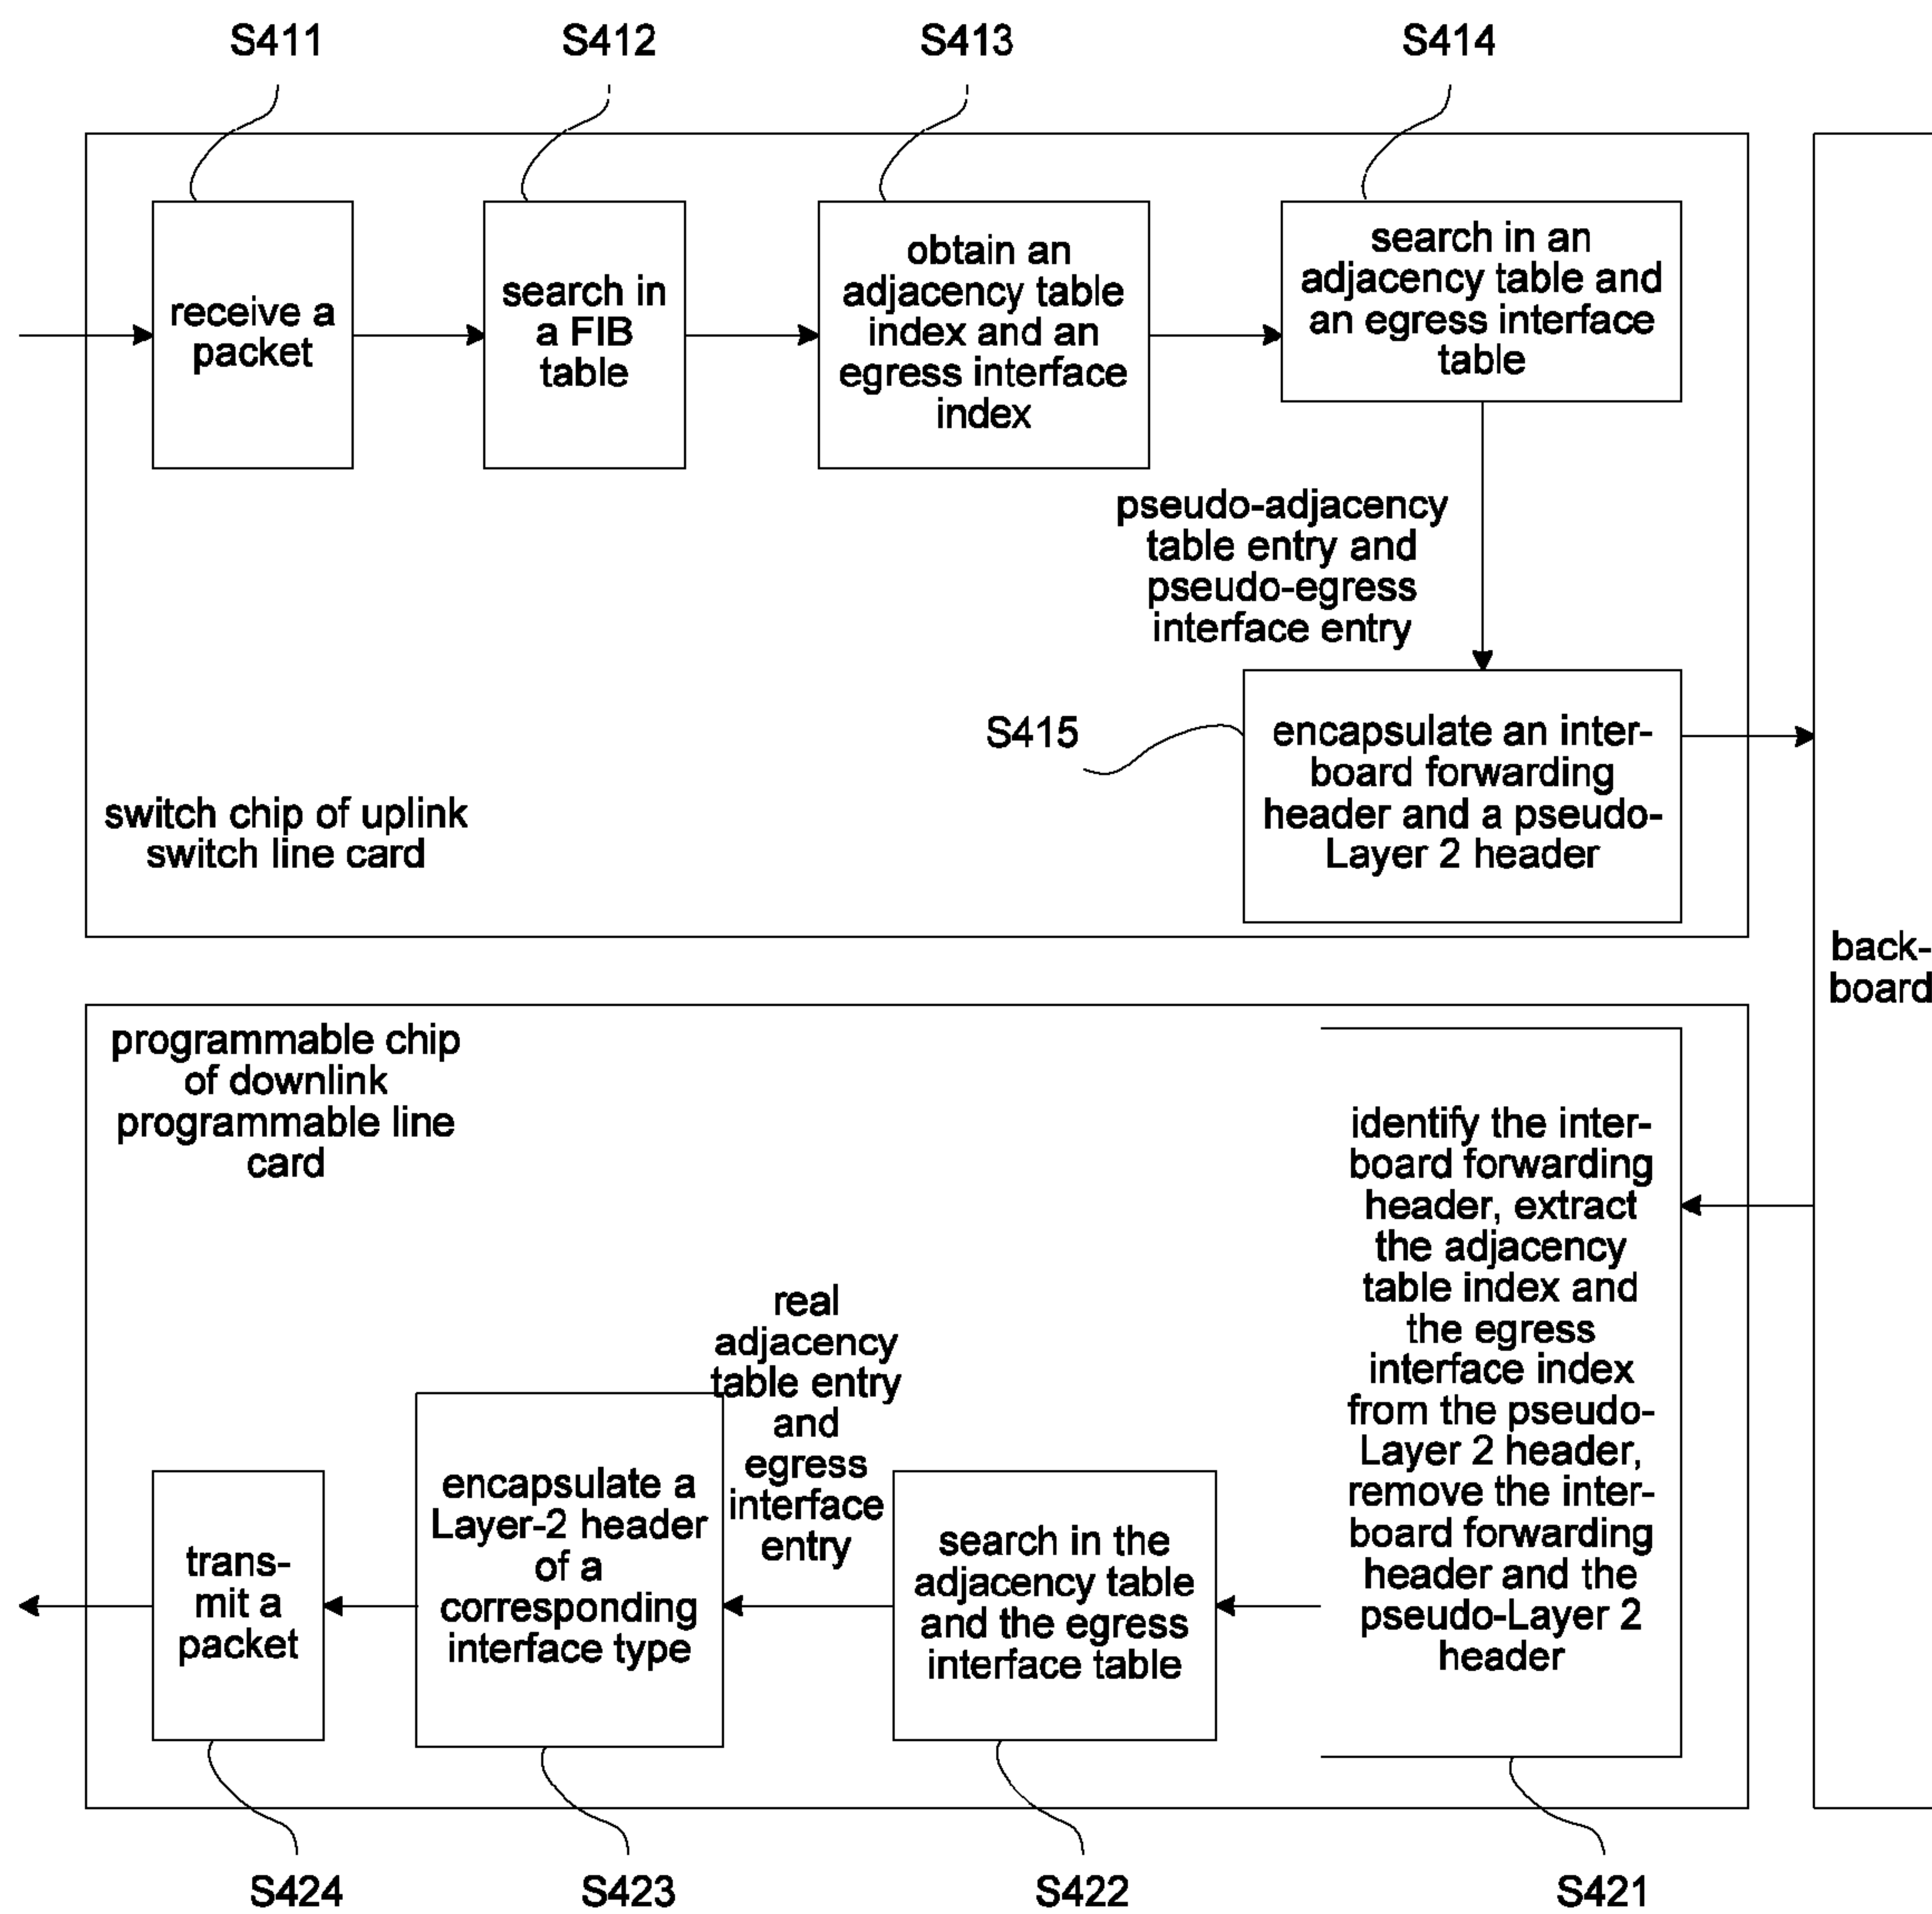 S411
S412
S413
S414
receive a
packet
search in
a FIB
table
obtain an
adjacency table
index and an
egress interface
index
search in an
adjacency table and
an egress interface
table
pseudo-adjacency
table entry and
pseudo-egress
interface entry
S415
encapsulate an inter-
board forwarding
header and a pseudo-
Layer 2 header
switch chip of uplink
switch line card
back-
board
programmable chip
of downlink
programmable line
card
identify the inter-
board forwarding
header, extract
the adjacency
table index and
the egress
interface index
from the pseudo-
Layer 2 header,
remove the inter-
board forwarding
header and the
pseudo-Layer 2
header
real
adjacency
table entry
and
egress
interface
entry
search in the
adjacency table
and the egress
interface table
encapsulate a
Layer-2 header
of a
corresponding
interface type
trans-
mit a
packet
S424
S423
S422
S421